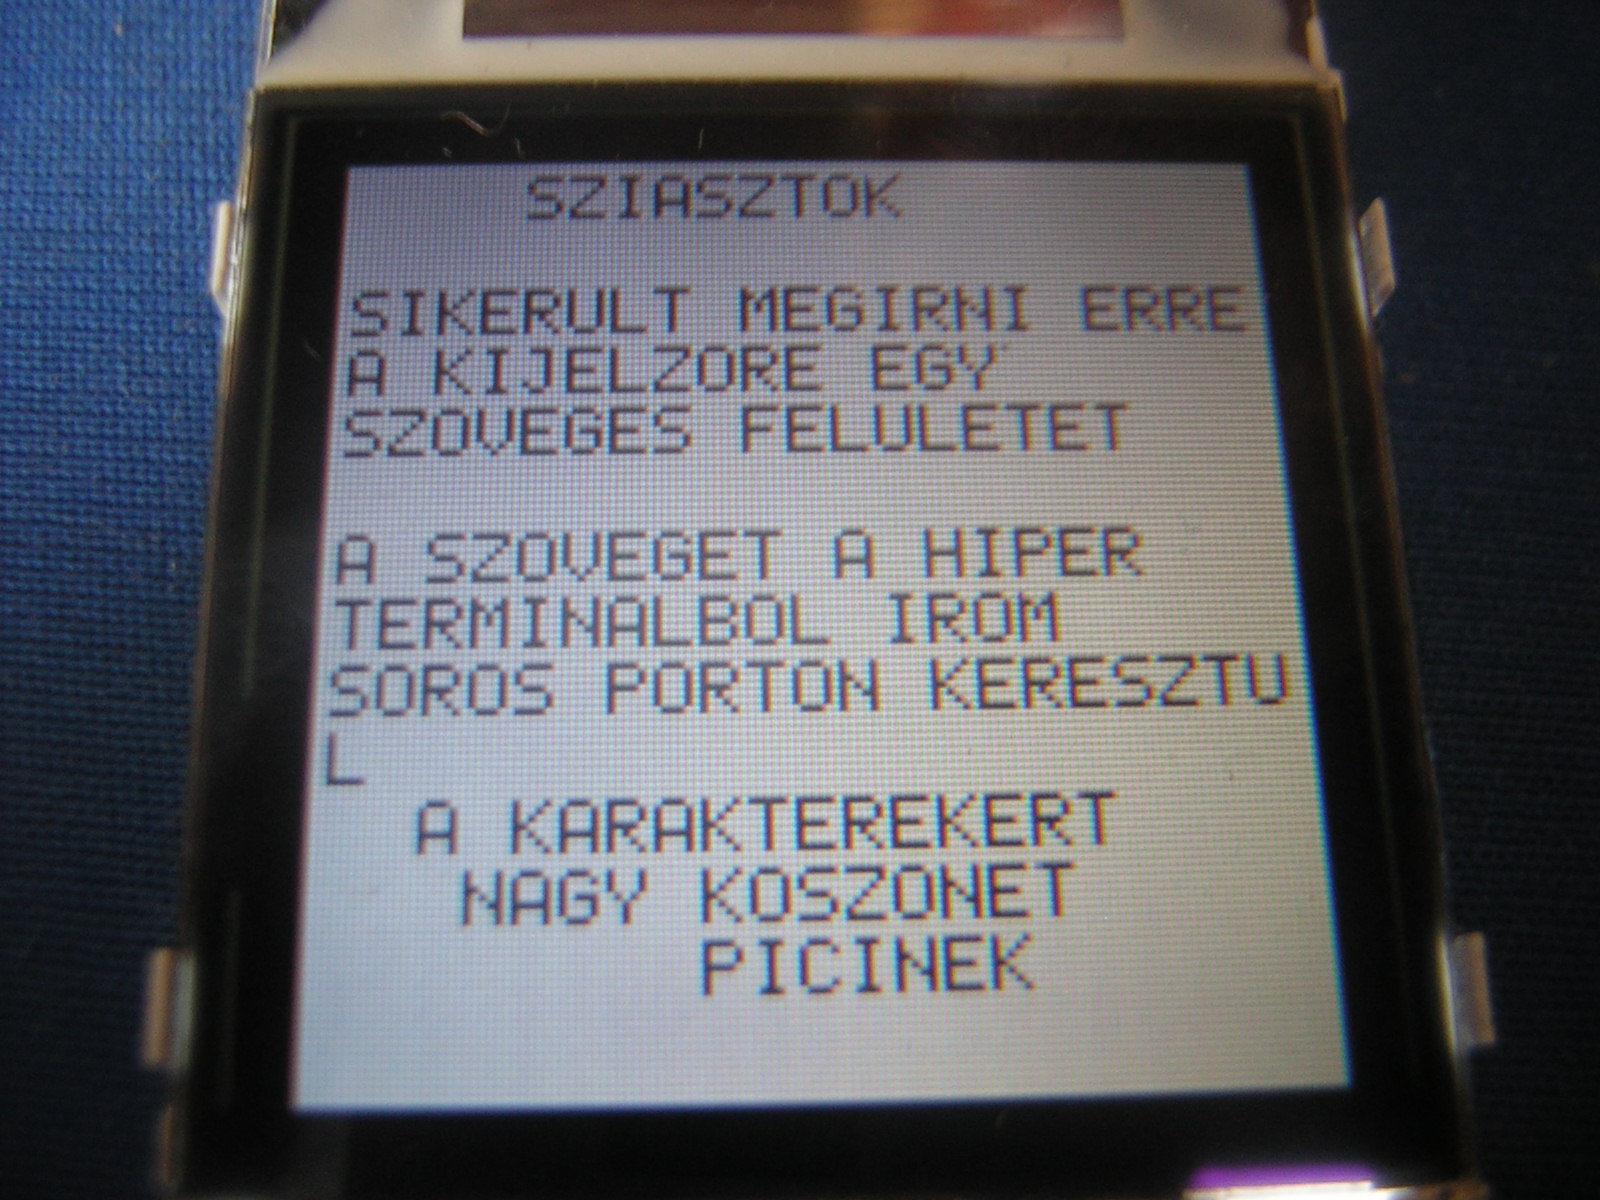 SZIASZTOK
SIKERULT MEGIRNI ERRE
A KIJELZORE EGY
SZOVEGES FELULETET
A SZOVEGET A HIPER
TERMINALBOL IROM
SOROS PORTON KERESZTU
L
A KARAKTEREKERT
NAGY KOSZONET
PICINEK